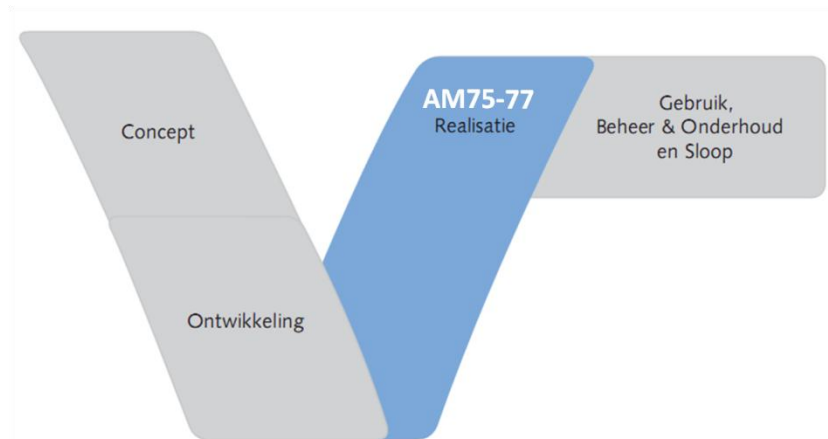 Concept
Ontwikkeling
AM75-77
Realisatie
Gebruik,
Beheer & Onderhoud
en Sloop